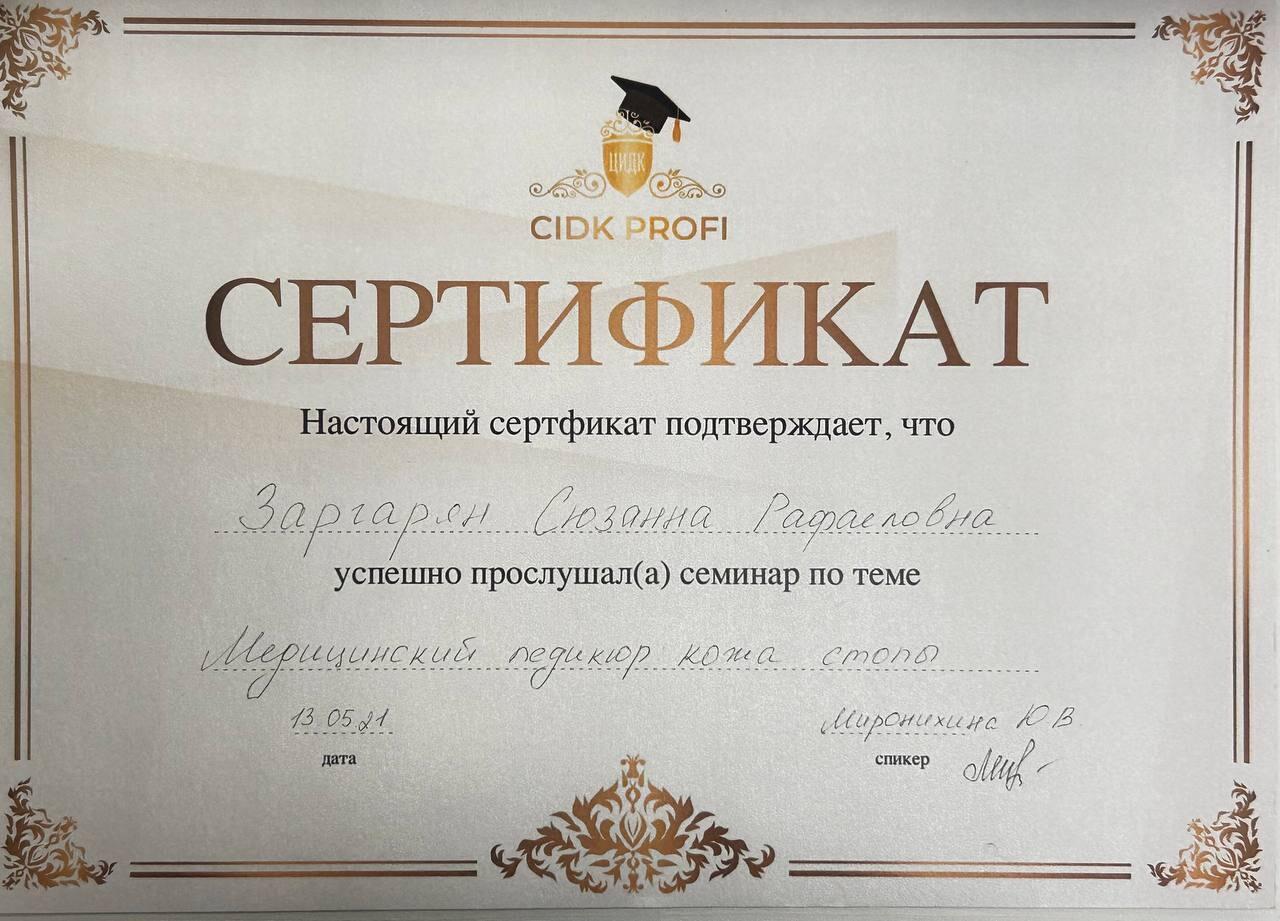 ЦИДК
CIDK PROFI
СЕРТИФИКАТ
Настоящий сертфикат подтверждает, что
Заргарян Сюзанна Рафаеловна
успешно прослушал(а) семинар по теме
Медицинский педикюр кожа стопы
13.05.21 Миронихина Ю.В.
дата спикер